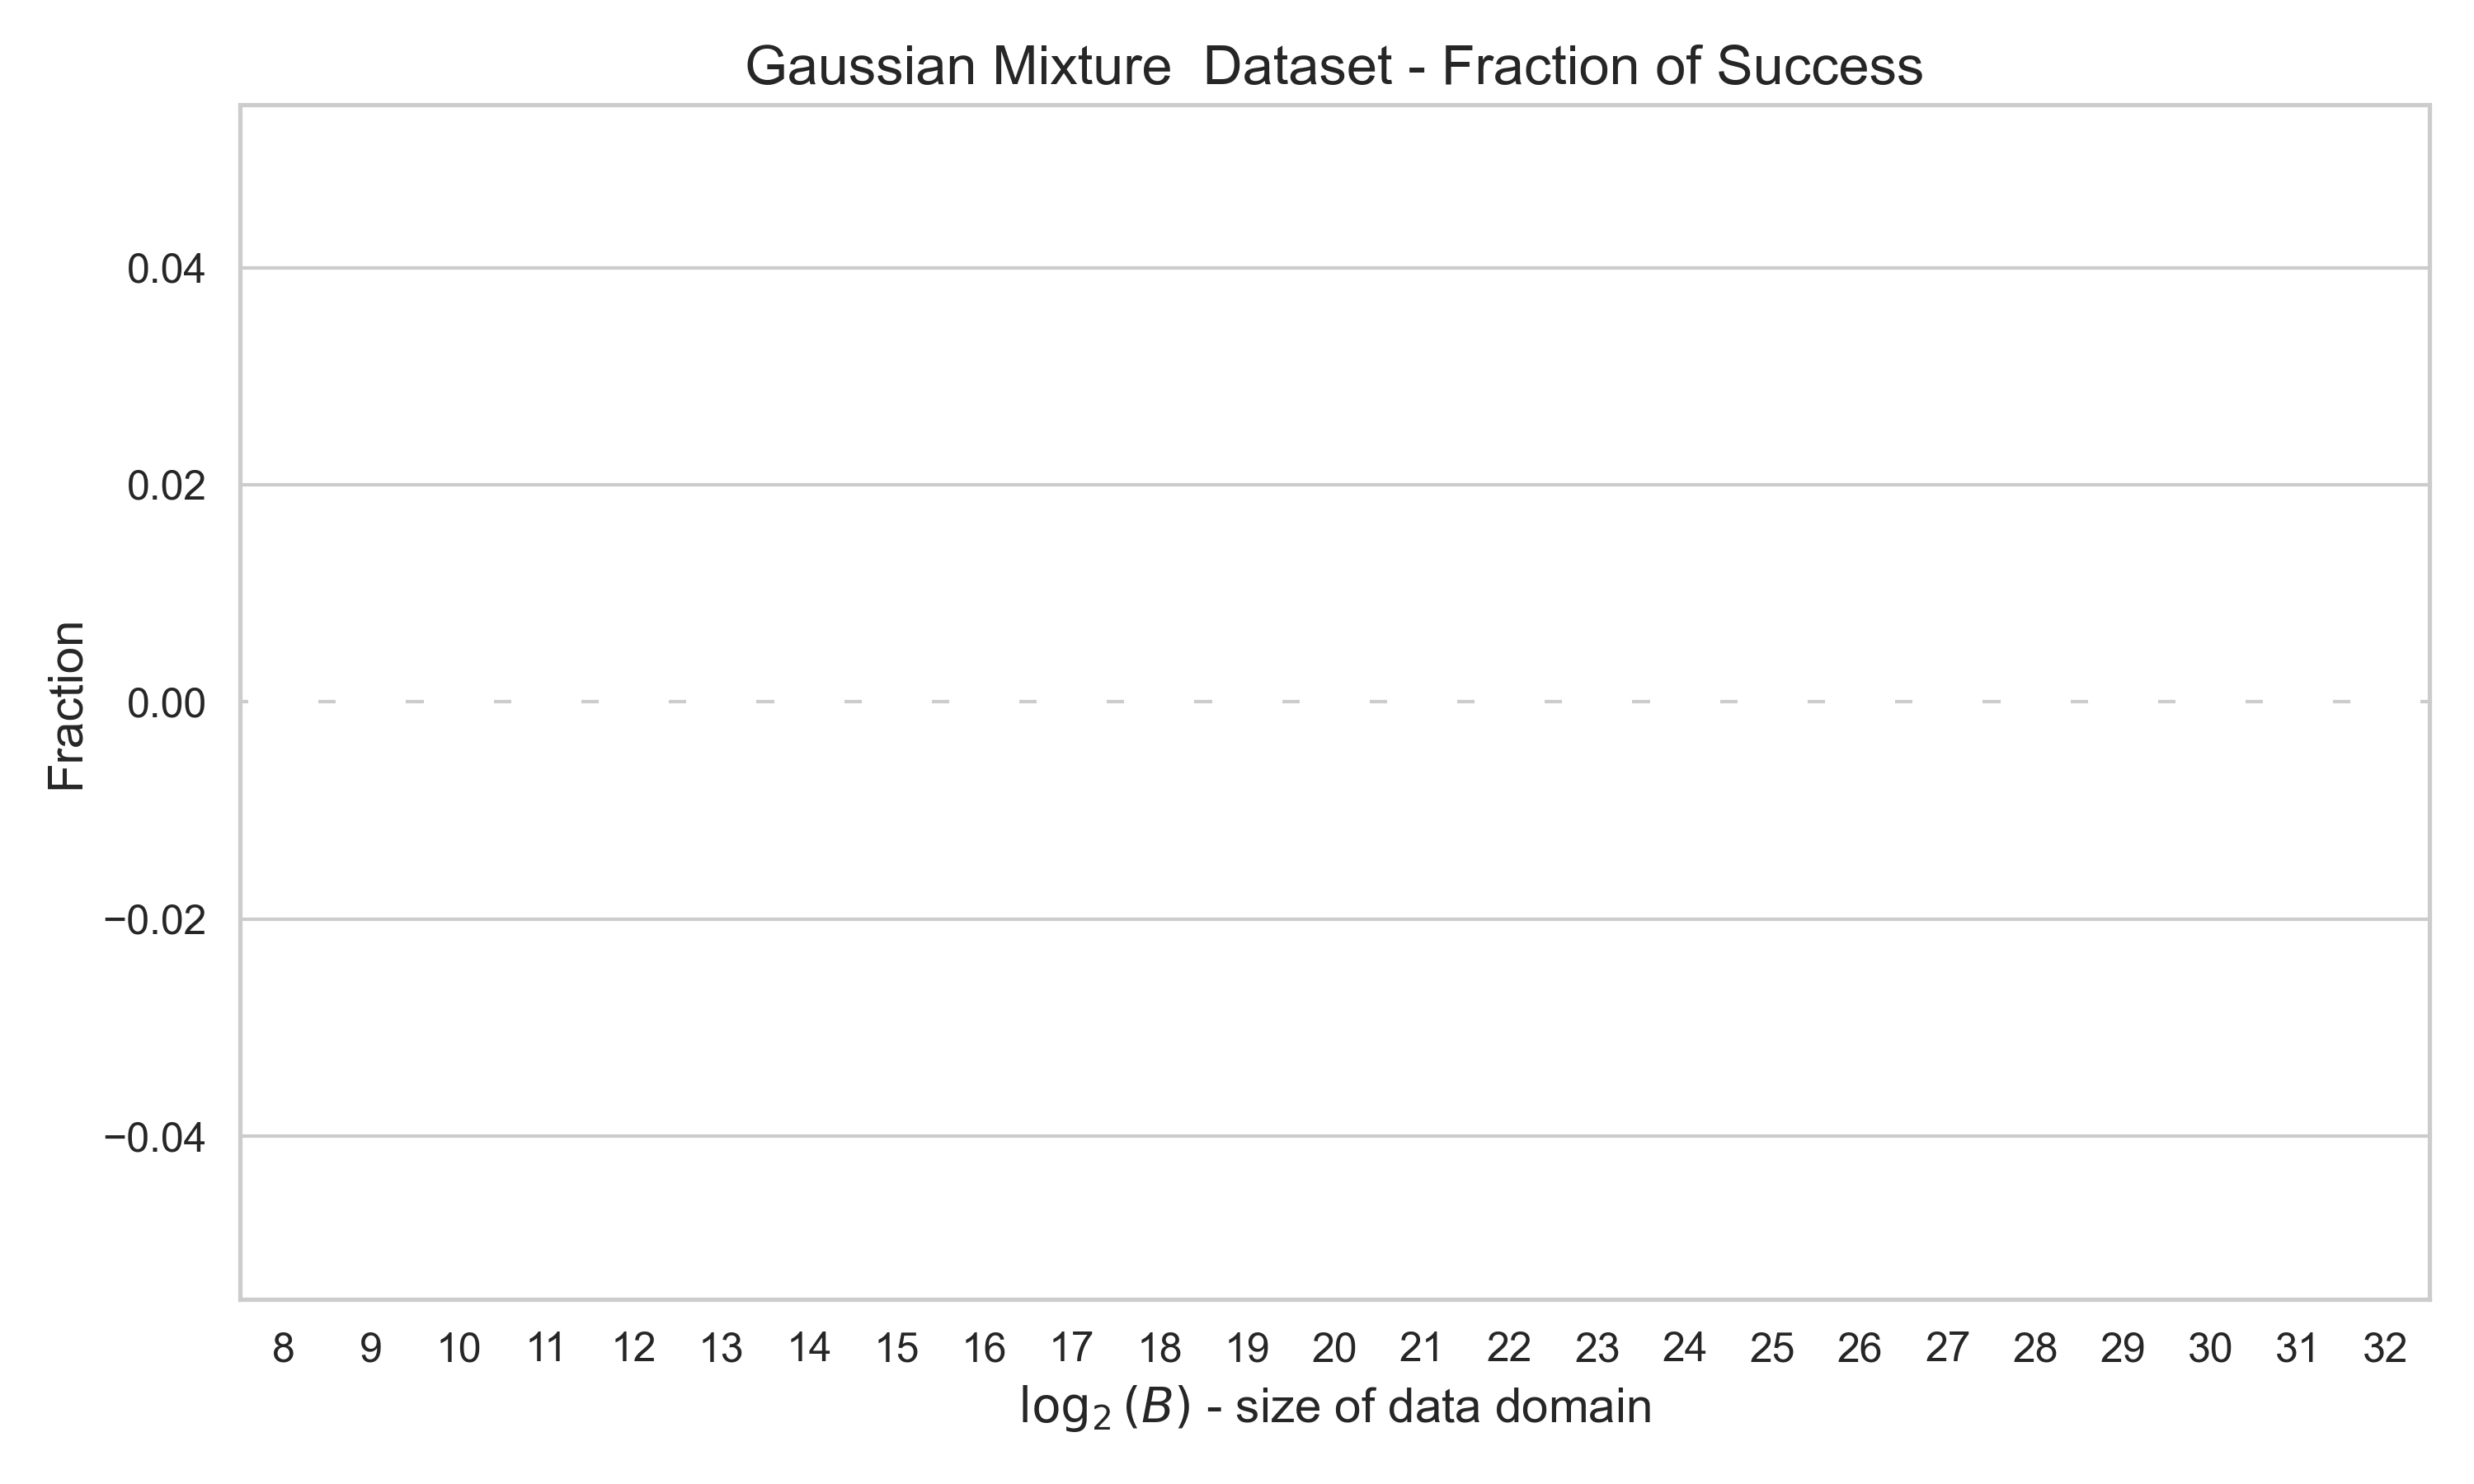 Gaussian Mixture  Dataset - Fraction of Success
Fraction
0.04
0.02
0.00
−0.02
−0.04
8 9 10 11 12 13 14 15 16 17 18 19 20 21 22 23 24 25 26 27 28 29 30 31 32
log₂ (B) - size of data domain